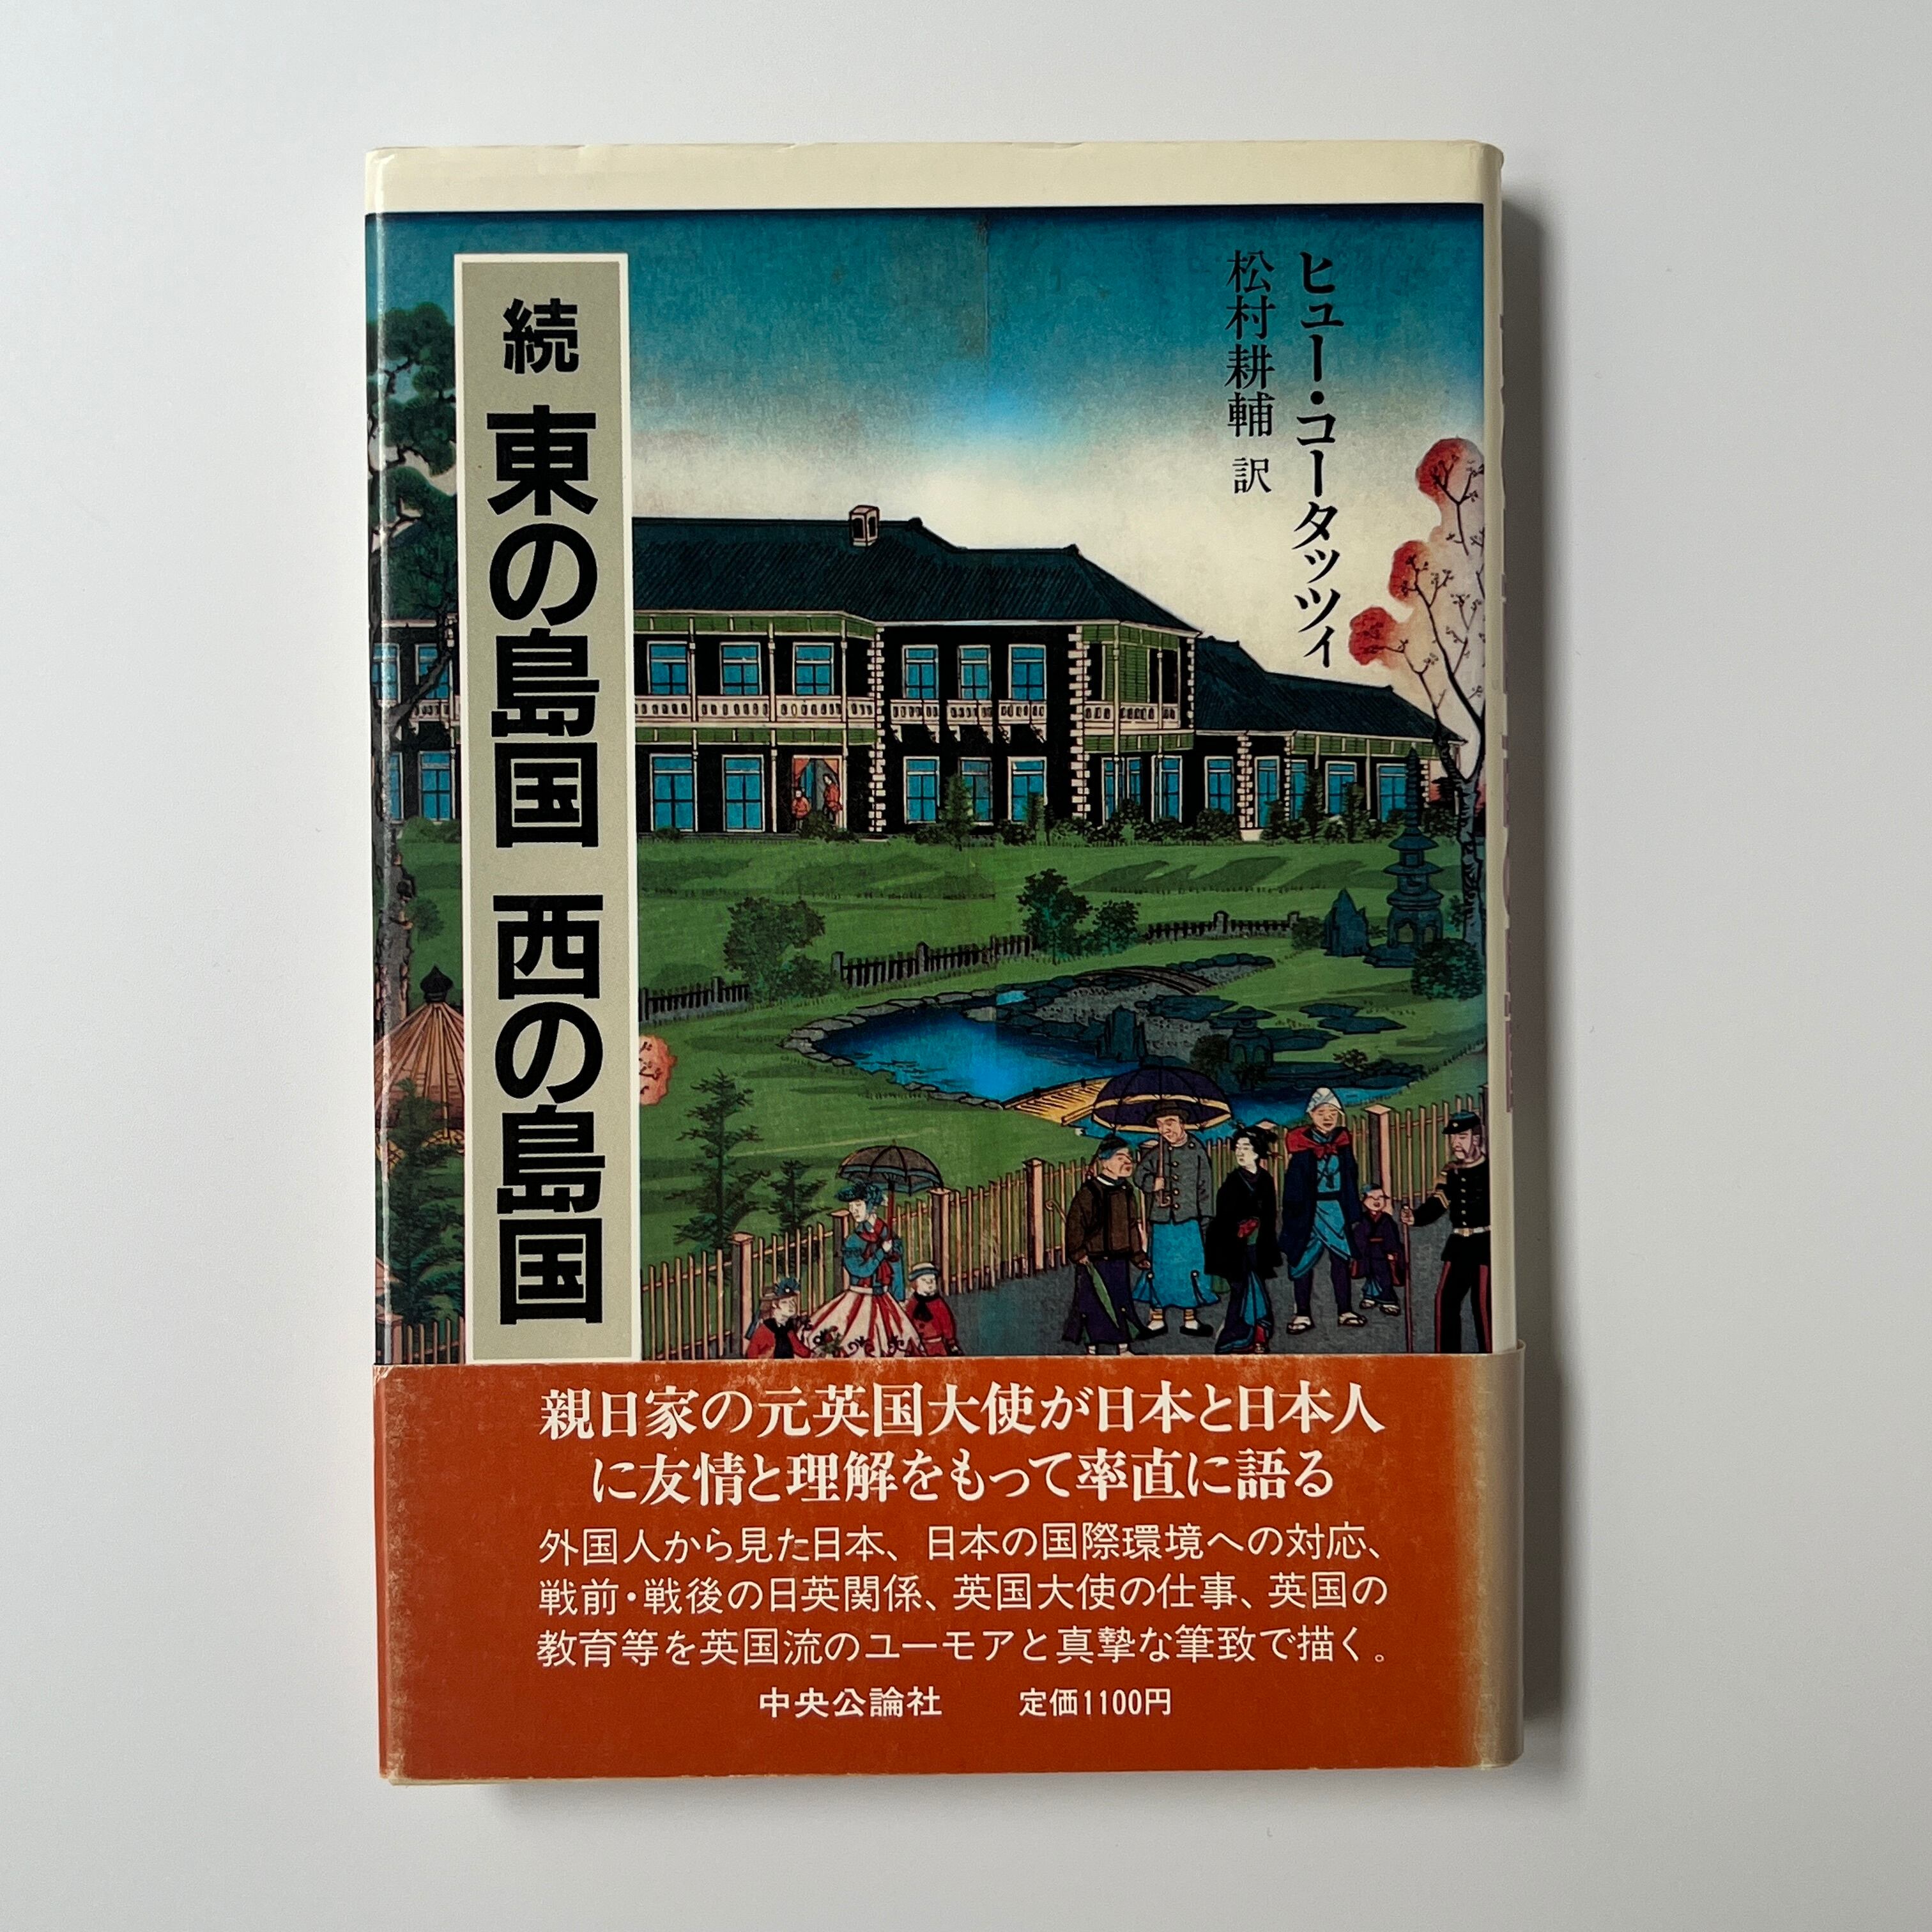 ヒュー・コータッツィ
松村耕輔 訳
続 東の島国 西の島国
親日家の元英国大使が日本と日本人
に友情と理解をもって率直に語る
外国人から見た日本、日本の国際環境への対応、
戦前・戦後の日英関係、英国大使の仕事、英国の
教育等を英国流のユーモアと真摯な筆致で描く。
中央公論社 定価1100円